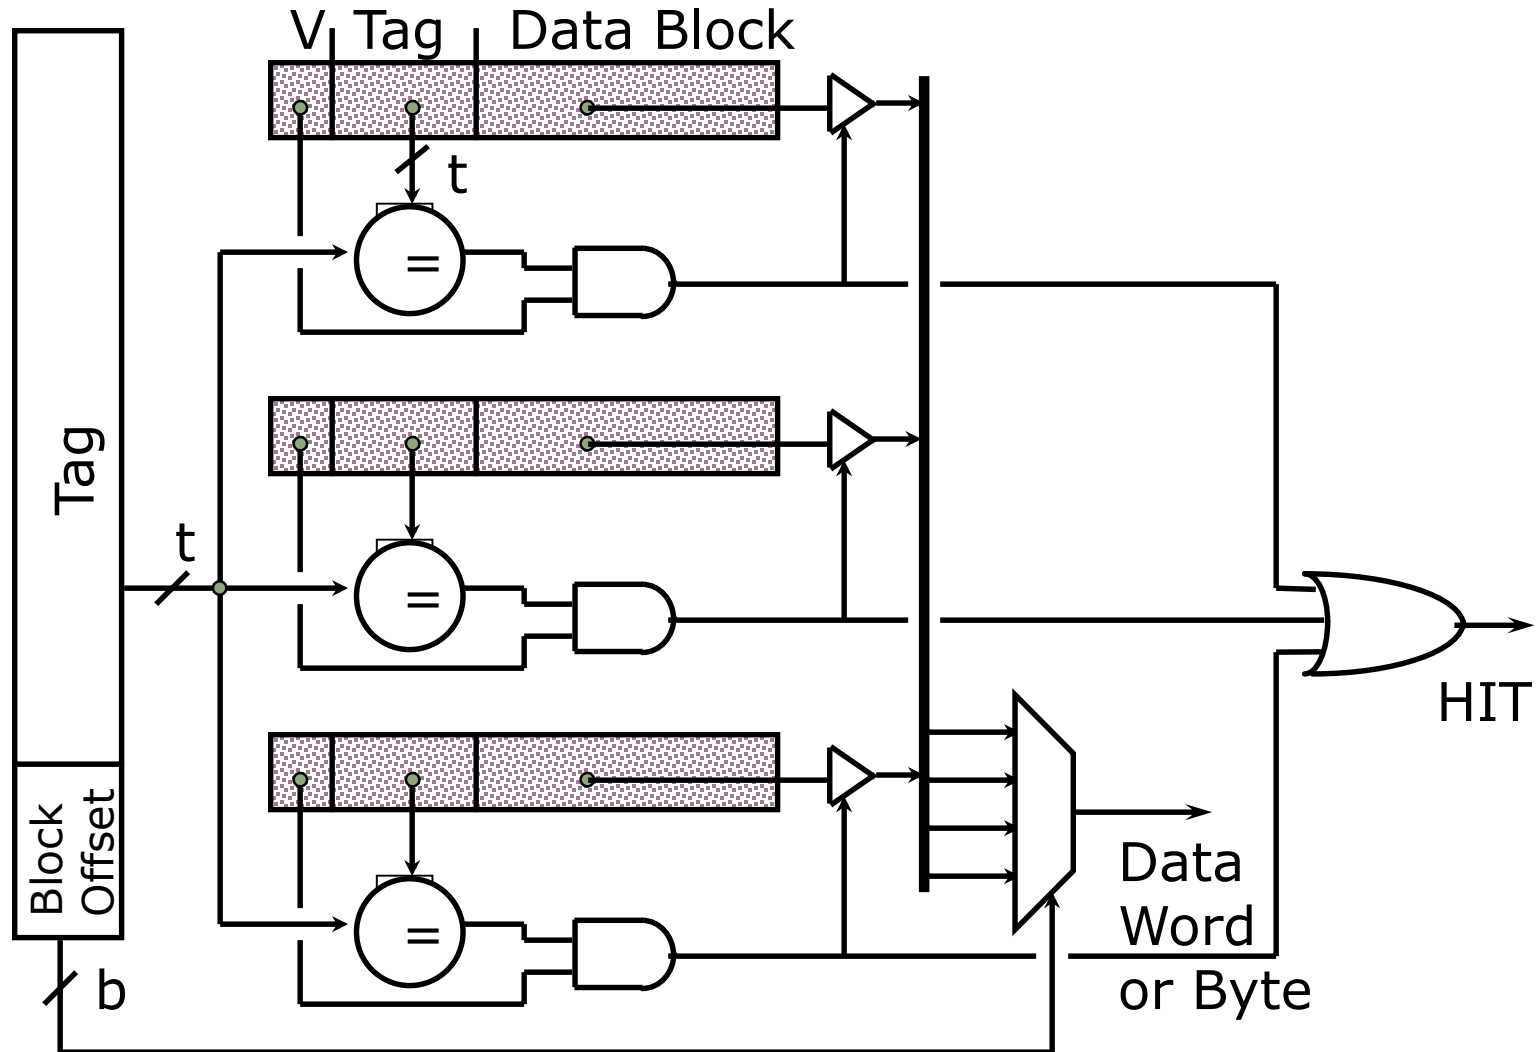 V Tag Data Block
t
=
Tag
t
=
HIT
Block
Offset
=
Data
Word
or Byte
b